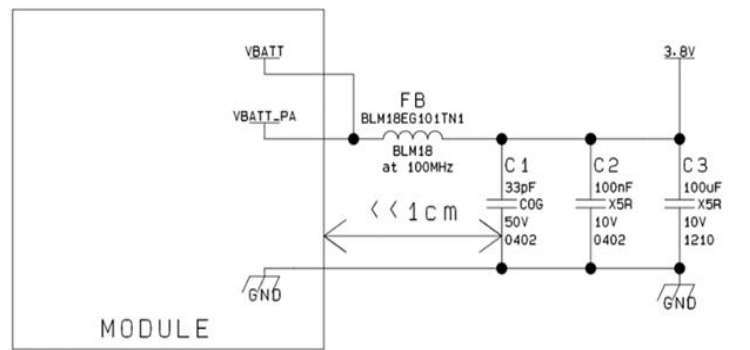 VBATT
3.8V
FB
VBATT_PA
BLM18EG101TN1
BLM18
at 100MHz
C1
33pF
COG
50V
0402
C2
100nF
X5R
10V
0402
C3
100uF
X5R
10V
1210
<<1cm
GND
GND
MODULE